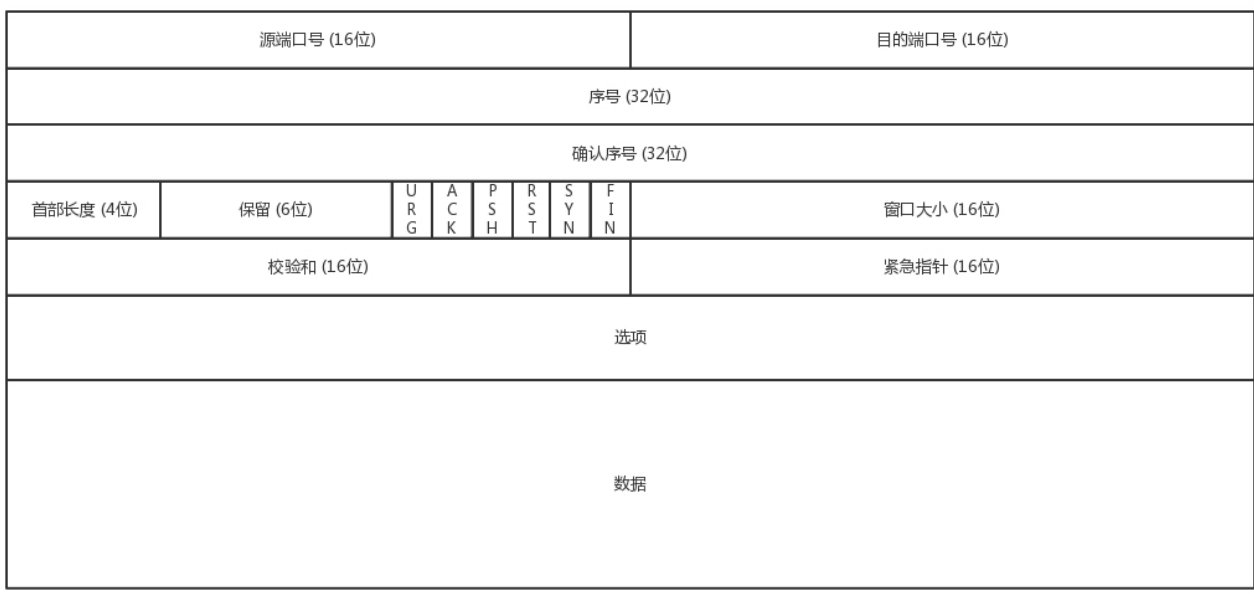 源端口号 (16位) 目的端口号 (16位)
序号 (32位)
确认序号 (32位)
首部长度 (4位) 保留 (6位) URG ACK PSH RST SYN FIN 窗口大小 (16位)
校验和 (16位) 紧急指针 (16位)
选项
数据